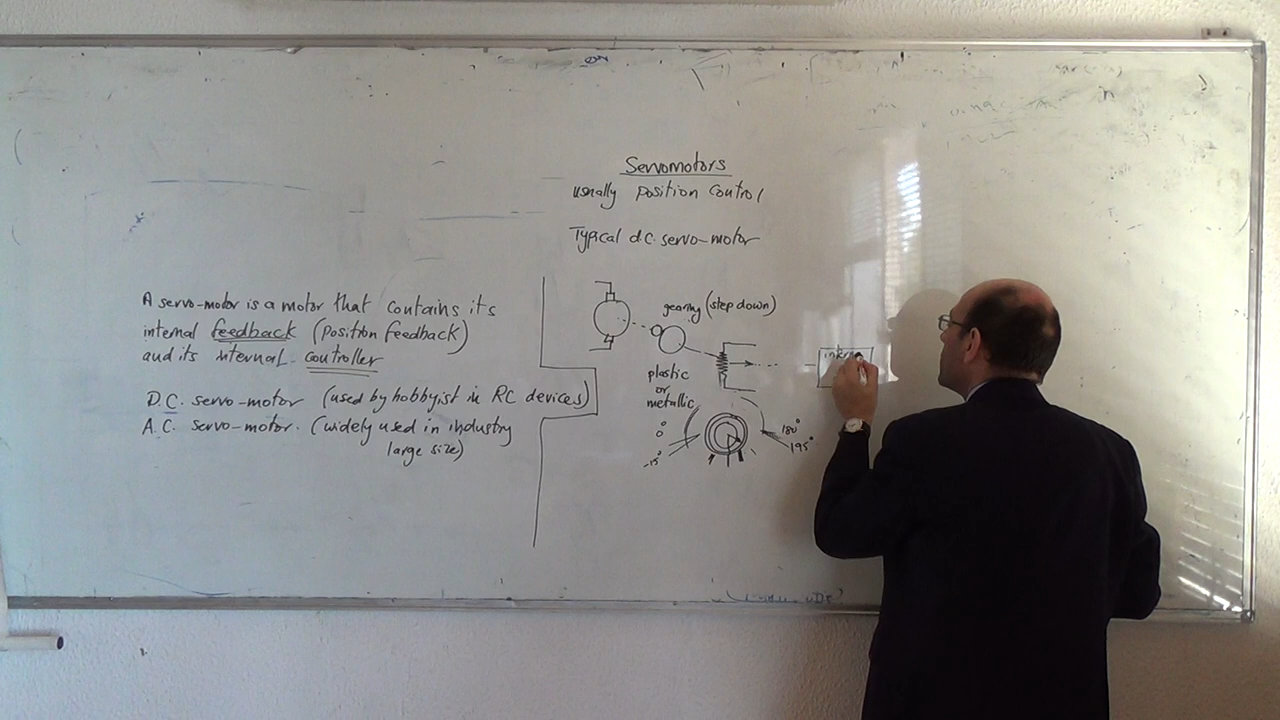 Servomotors
usually position control
Typical d.c. servo-motor
A servo-motor is a motor that contains its
internal feedback (position feedback)
and its internal controller
D.C. servo-motor (used by hobbyist in RC devices)
A.C. servo-motor. (widely used in industry
large size)
gearing (step down)
plastic
or
metallic
0°
-15°
180°
195°